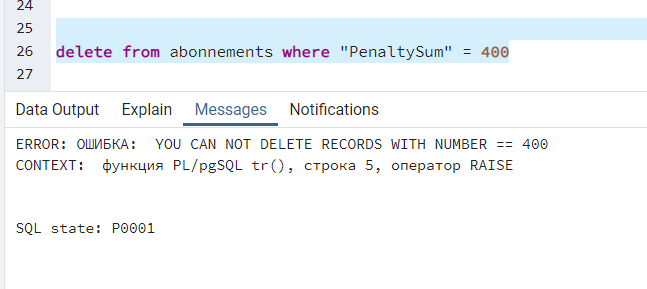 24
25
26 delete from abonnements where "PenaltySum" = 400
27
Data Output Explain Messages Notifications
ERROR: ОШИБКА:  YOU CAN NOT DELETE RECORDS WITH NUMBER == 400
CONTEXT:  функция PL/pgSQL tr(), строка 5, оператор RAISE
SQL state: P0001